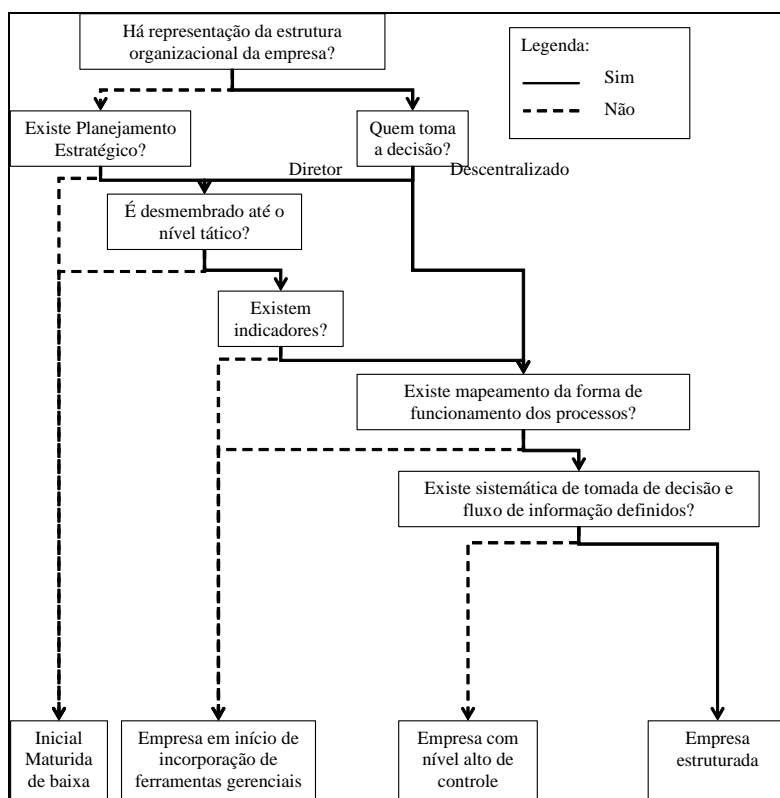 Há representação da estrutura
organizacional da empresa?
Legenda:
Sim
Não
Existe Planejamento
Estratégico?
Quem toma
a decisão?
Diretor
Descentralizado
É desmembrado até o
nível tático?
Existem
indicadores?
Existe mapeamento da forma de
funcionamento dos processos?
Existe sistemática de tomada de decisão e
fluxo de informação definidos?
Inicial
Maturida
de baixa
Empresa em início de
incorporação de
ferramentas gerenciais
Empresa com
nível alto de
controle
Empresa
estruturada